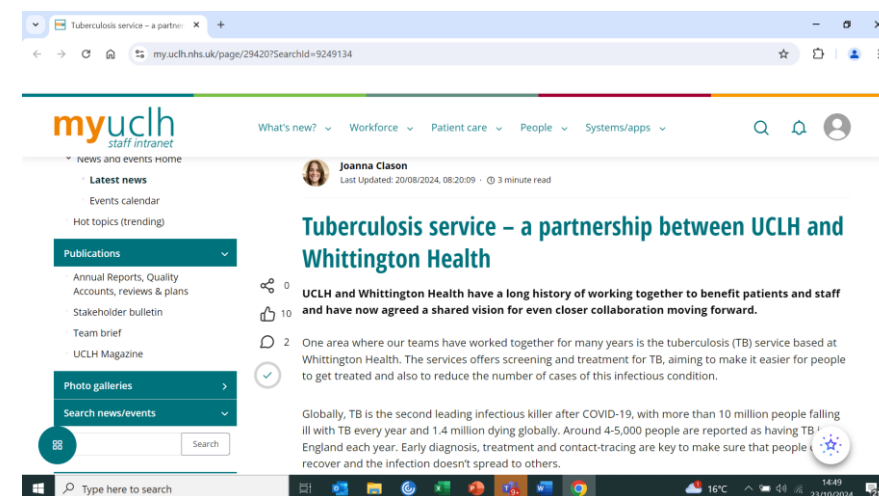 Tuberculosis service – a partner
my.uclh.nhs.uk/page/29420?SearchId=9249134
myuclh
staff intranet
What's new?
Workforce
Patient care
People
Systems/apps
News and events Home
Latest news
Events calendar
Hot topics (trending)
Publications
Annual Reports, Quality
Accounts, reviews & plans
Stakeholder bulletin
Team brief
UCLH Magazine
Photo galleries
Search news/events
Search
0
10
2
Joanna Clason
Last Updated: 20/08/2024, 08:20:09 · 3 minute read
Tuberculosis service – a partnership between UCLH and
Whittington Health
UCLH and Whittington Health have a long history of working together to benefit patients and staff
and have now agreed a shared vision for even closer collaboration moving forward.
One area where our teams have worked together for many years is the tuberculosis (TB) service based at
Whittington Health. The services offers screening and treatment for TB, aiming to make it easier for people
to get treated and also to reduce the number of cases of this infectious condition.
Globally, TB is the second leading infectious killer after COVID-19, with more than 10 million people falling
ill with TB every year and 1.4 million dying globally. Around 4-5,000 people are reported as having TB
England each year. Early diagnosis, treatment and contact-tracing are key to make sure that people
recover and the infection doesn't spread to others.
Type here to search
16°C
14:49
23/10/2024